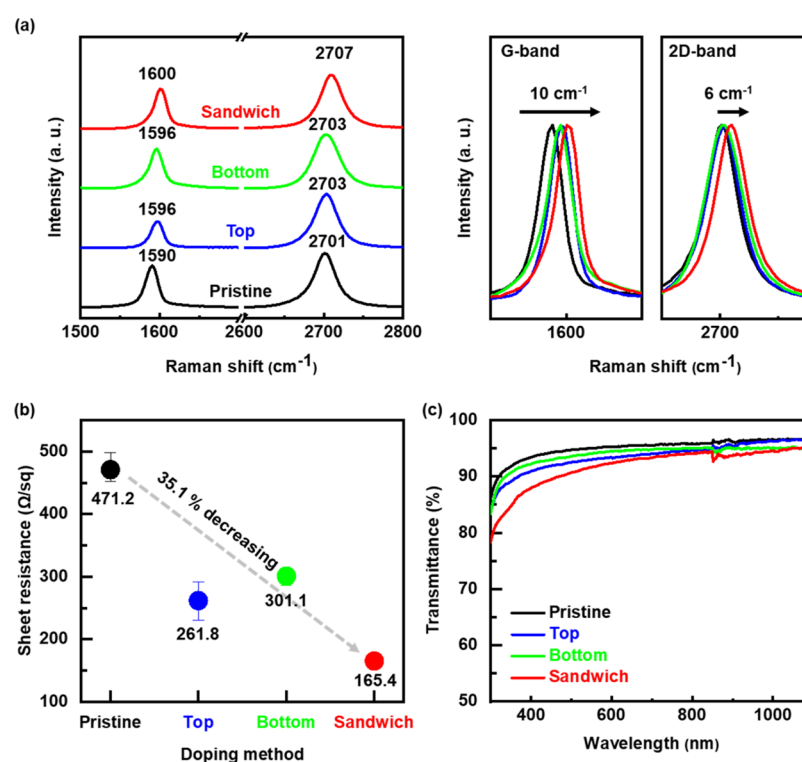 (a)
2707
1600
Sandwich
2703
1596
Bottom
2703
1596
Top
2701
1590
Pristine
Intensity (a. u.)
1500
1600
2600
2700
2800
Raman shift (cm-1)
G-band
2D-band
10 cm-1
6 cm-1
Intensity (a. u.)
1600
2700
Raman shift (cm-1)
(b)
500
400
300
200
100
Sheet resistance (Ω/sq)
471.2
35.1 % decreasing
261.8
301.1
165.4
Pristine
Top
Bottom
Sandwich
Doping method
(c)
100
95
90
85
80
55
50
Transmittance (%)
Pristine
Top
Bottom
Sandwich
400
600
800
1000
Wavelength (nm)